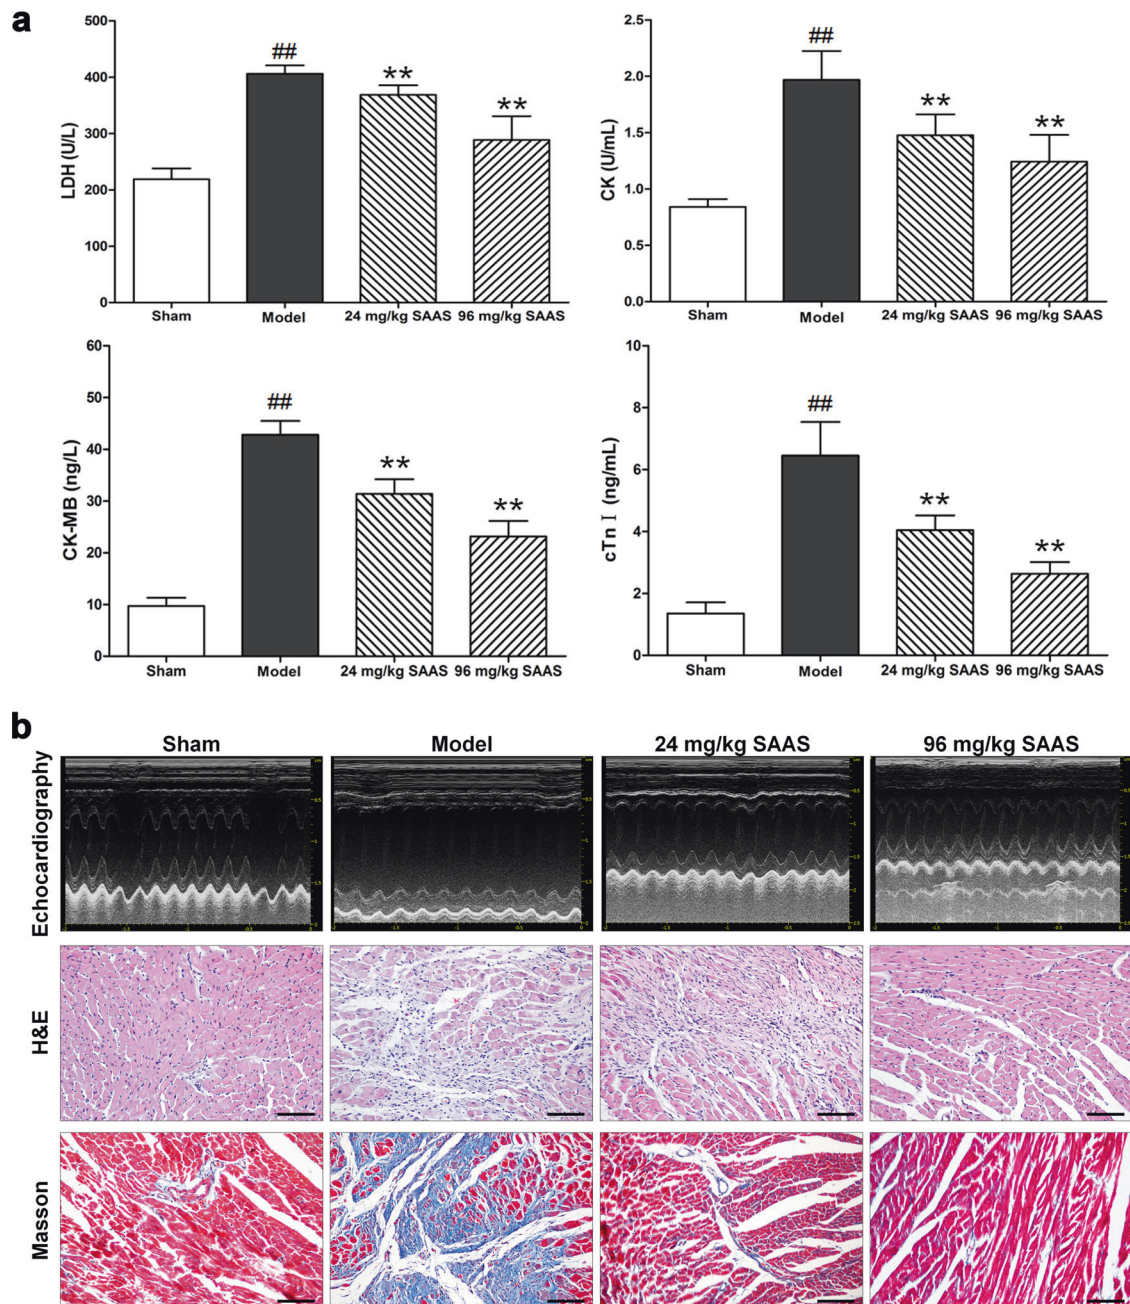 a
500
400
300
200
100
0
LDH (U/L)
##
**
**
Sham
Model
24 mg/kg SAAS
96 mg/kg SAAS
2.5
2.0
1.5
1.0
0.5
0.0
CK (U/mL)
##
**
**
Sham
Model
24 mg/kg SAAS
96 mg/kg SAAS
60
50
40
30
20
10
0
CK-MB (ng/L)
##
**
**
Sham
Model
24 mg/kg SAAS
96 mg/kg SAAS
10
8
6
4
2
0
cTn I (ng/mL)
##
**
**
Sham
Model
24 mg/kg SAAS
96 mg/kg SAAS
b
Sham
Model
24 mg/kg SAAS
96 mg/kg SAAS
Echocardiography
H&E
Masson